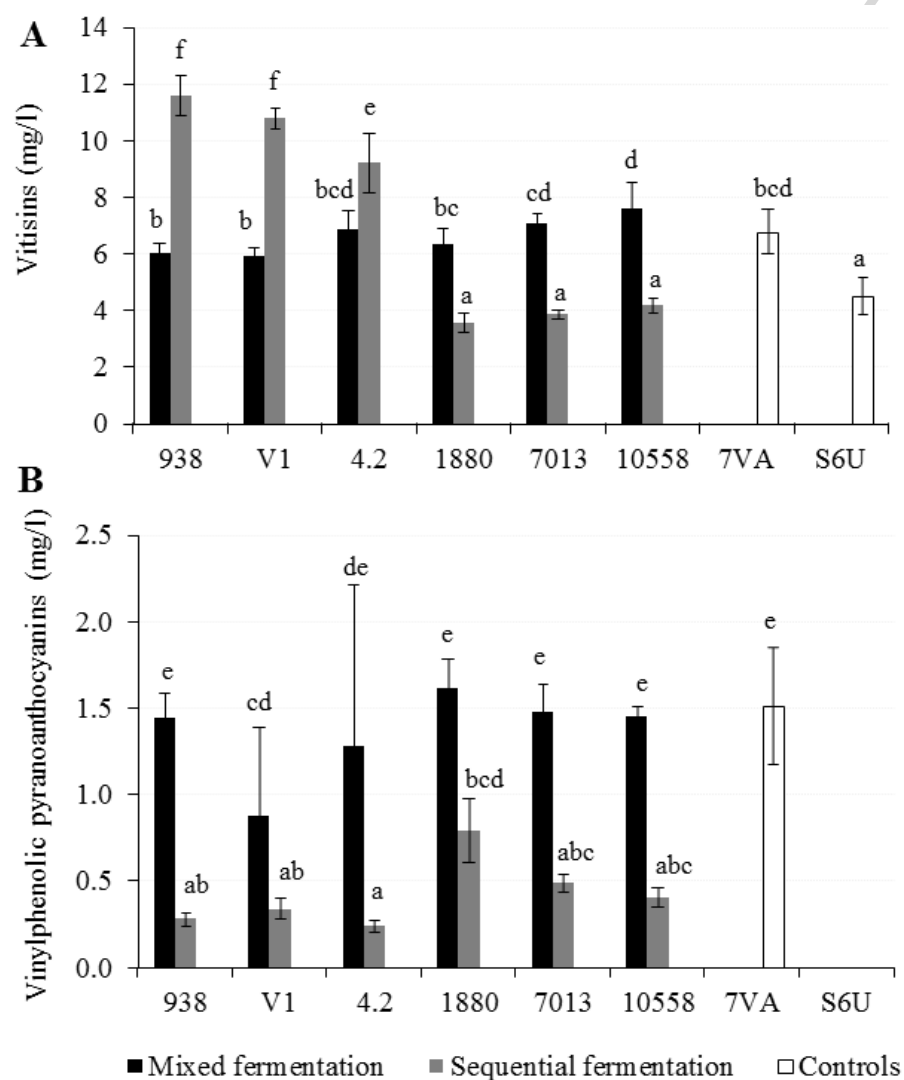 A
Vitisins (mg/l)
14
12
10
8
6
4
2
0
f
f
e
b
b
bcd
bc
a
cd
a
d
a
bcd
a
938 V1 4.2 1880 7013 10558 7VA S6U
B
Vinylphenolic pyranoanthocyanins (mg/l)
2.5
2.0
1.5
1.0
0.5
0.0
e
ab
cd
ab
de
a
e
bcd
e
abc
e
abc
e
938 V1 4.2 1880 7013 10558 7VA S6U
Mixed fermentation Sequential fermentation Controls